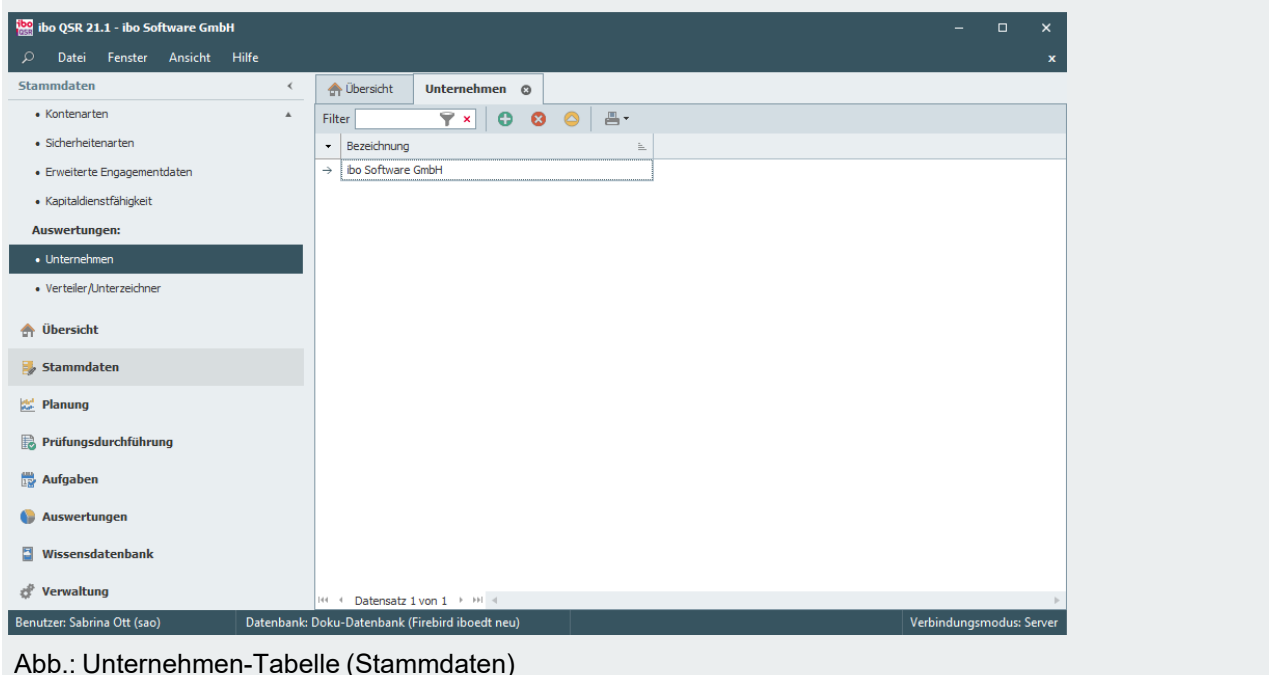 ibo QSR 21.1 - ibo Software GmbH
Datei Fenster Ansicht Hilfe
Stammdaten
• Kontenarten
• Sicherheitenarten
• Erweiterte Engagementdaten
• Kapitaldienstfähigkeit
Auswertungen:
• Unternehmen
• Verteiler/Unterzeichner
Übersicht
Stammdaten
Planung
Prüfungsdurchführung
Aufgaben
Auswertungen
Wissensdatenbank
Verwaltung
Übersicht Unternehmen
Filter
Bezeichnung
ibo Software GmbH
Datensatz 1 von 1
Benutzer: Sabrina Ott (sao) Datenbank: Doku-Datenbank (Firebird iboedt neu) Verbindungsmodus: Server
Abb.: Unternehmen-Tabelle (Stammdaten)